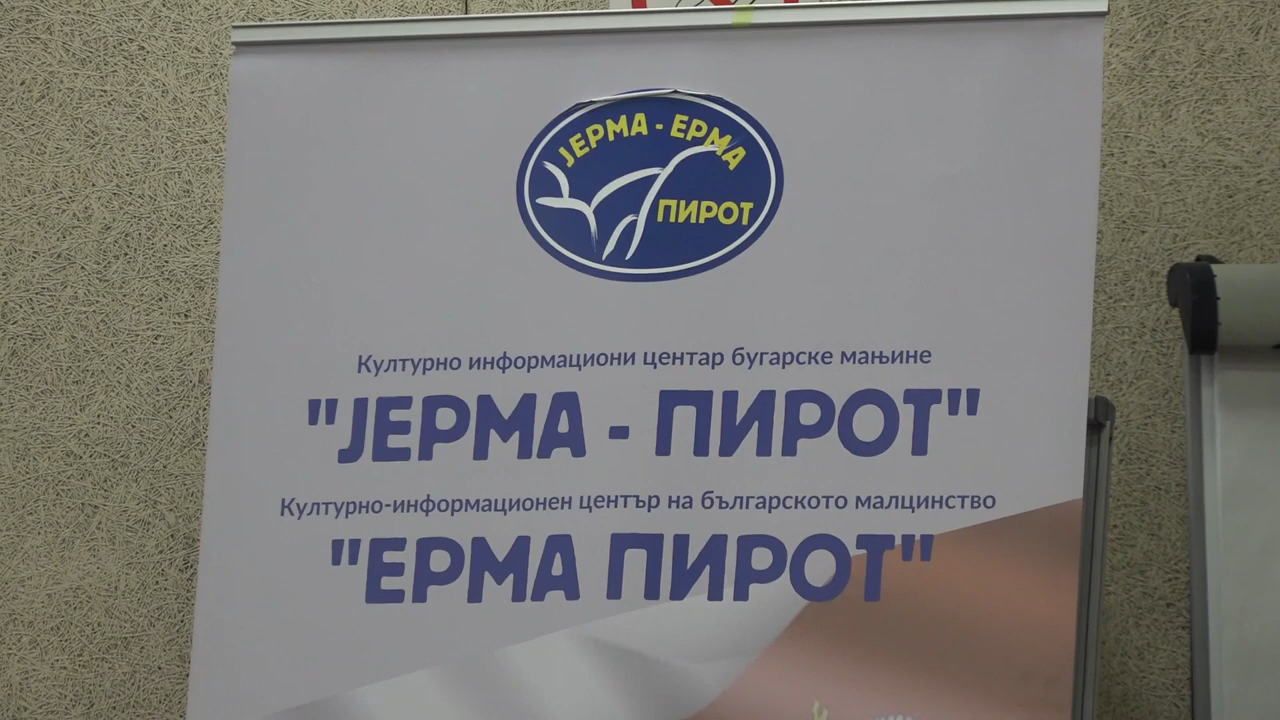 ЈЕРМА - ЕРМА
ПИРОТ
Културно информациони центар бугарске мањине
"ЈЕРМА - ПИРОТ"
Културно-информационен център на българското малцинство
"ЕРМА ПИРОТ"